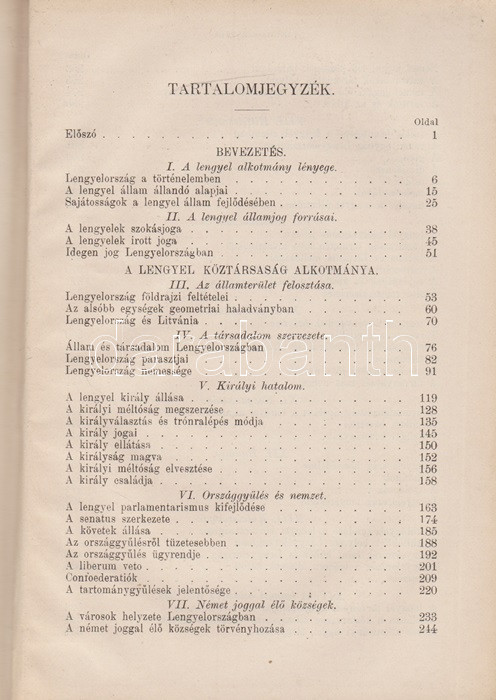 TARTALOMJEGYZÉK.
Oldal
Előszó . . . . . . . . . . . . . . . . . . . . 1
BEVEZETÉS.
I. A lengyel alkotmány lényege.
Lengyelország a történelemben . . . . . . . . . . 6
A lengyel állam állandó alapjai . . . . . . . . . . 15
Sajátosságok a lengyel állam fejlődésében . . . . . . . 25
II. A lengyel államjog forrásai.
A lengyelek szokásjoga . . . . . . . . . . . . 38
A lengyelek irott joga . . . . . . . . . . . . 45
Idegen jog Lengyelországban . . . . . . . . . . 51
A LENGYEL KÖZTÁRSASÁG ALKOTMÁNYA.
III. Az államterület felosztása.
Lengyelország földrajzi feltételei . . . . . . . . . 53
Az alsóbb egységek geometriai haladványban . . . . . . 60
Lengyelország és Litvánia . . . . . . . . . . . 70
IV. A társadalom szervezete.
Állam és társadalom Lengyelországban . . . . . . . 76
Lengyelország parasztjai . . . . . . . . . . . 82
Lengyelország nemessége . . . . . . . . . . . 91
V. Királyi hatalom.
A lengyel király állása . . . . . . . . . . . . 119
A királyi méltóság megszerzése . . . . . . . . . 128
A királyválasztás és trónralépés módja . . . . . . . 135
A király jogai . . . . . . . . . . . . . . . 145
A király ellátása . . . . . . . . . . . . . . 150
A királyság magva . . . . . . . . . . . . . 152
A királyi méltóság elvesztése . . . . . . . . . . 156
A király családja . . . . . . . . . . . . . . 158
VI. Országgyűlés és nemzet.
A lengyel parlamentarismus kifejlődése . . . . . . . 163
A senatus szerkezete . . . . . . . . . . . . . 174
A követek állása . . . . . . . . . . . . . . 185
Az országgyűlésről tüzetesebben . . . . . . . . . 188
Az országgyűlés ügyrendje . . . . . . . . . . . 192
A liberum veto . . . . . . . . . . . . . . . 201
Confoederatiók . . . . . . . . . . . . . . . 209
A tartománygyűlések jelentősége . . . . . . . . . 220
VII. Német joggal élő községek.
A városok helyzete Lengyelországban . . . . . . . . 233
A német joggal élő községek törvényhozása . . . . . . 244
darabanth